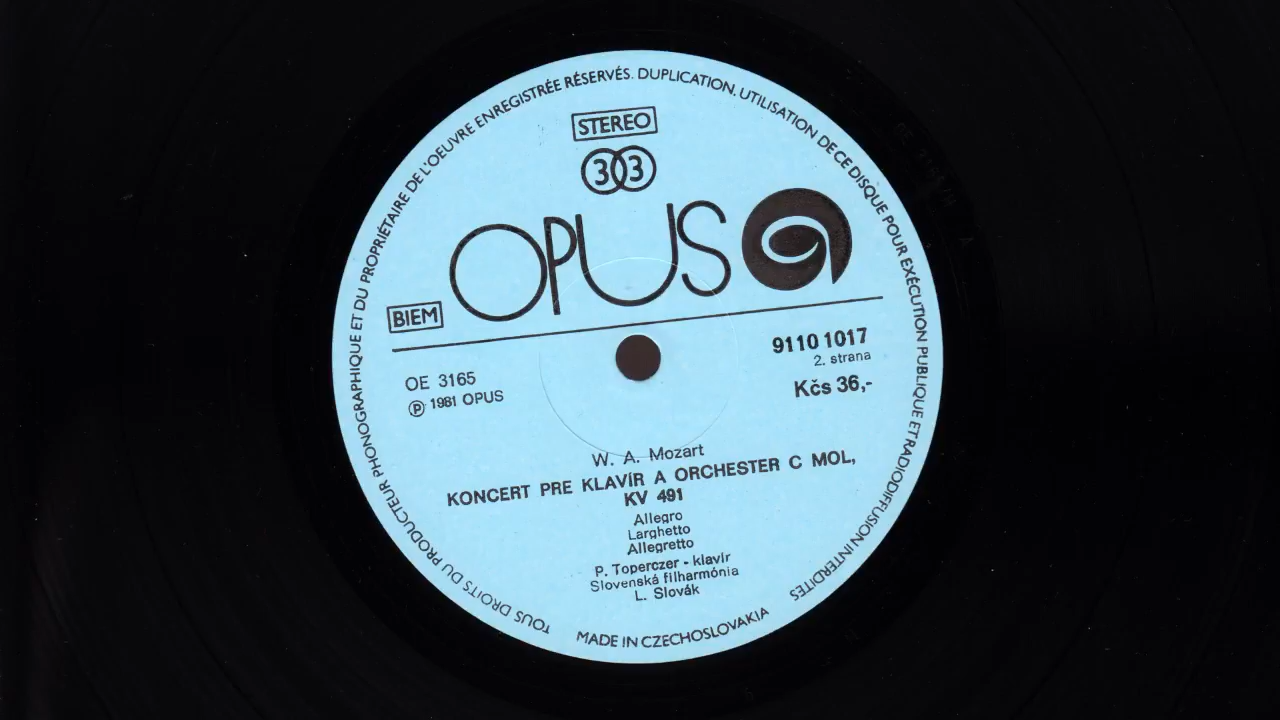 TOUS DROITS DU PRODUCTEUR PHONOGRAPHIQUE ET DU PROPRIÉTAIRE DE L'OEUVRE ENREGISTRÉE RÉSERVÉS. DUPLICATION. UTILISATION DE CE DISQUE POUR EXÉCUTION PUBLIQUE ET RADIODIFFUSION INTERDITES
STEREO
33
OPUS
BIEM
9110 1017
2. strana
Kčs 36,-
OE 3165
Ⓟ 1981 OPUS
W. A. Mozart
KONCERT PRE KLAVÍR A ORCHESTER C MOL,
KV 491
Allegro
Larghetto
Allegretto
P. Toperczer - klavír
Slovenská filharmónia
L. Slovák
MADE IN CZECHOSLOVAKIA